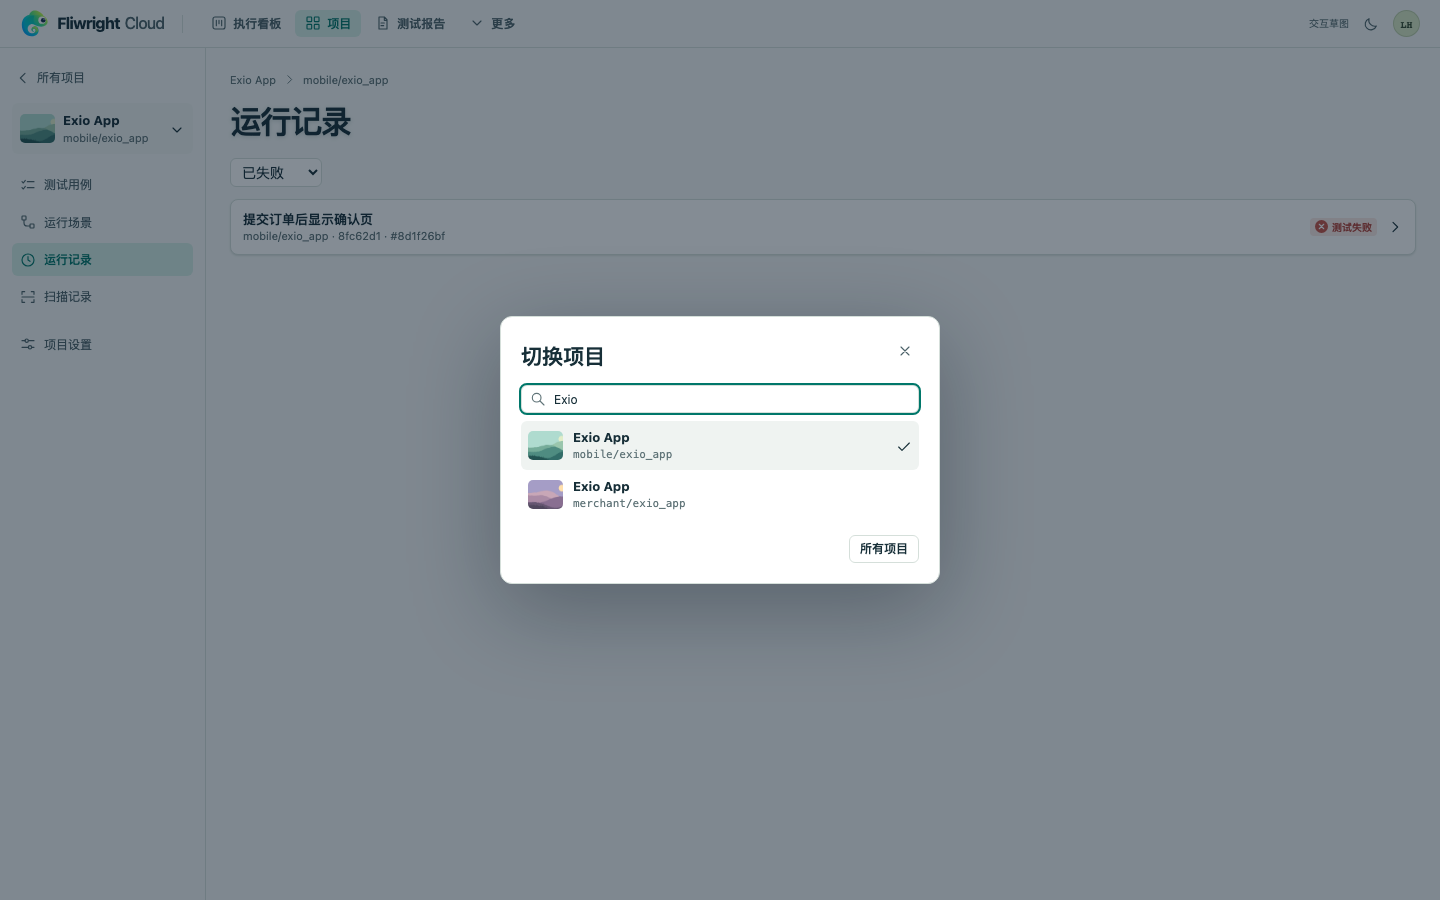 Fliwright Cloud
执行看板
项目
测试报告
更多
交互草图
LH
所有项目
Exio App
mobile/exio_app
测试用例
运行场景
运行记录
扫描记录
项目设置
Exio App
mobile/exio_app
运行记录
已失败
提交订单后显示确认页
mobile/exio_app · 8fc62d1 · #8d1f26bf
测试失败
切换项目
Exio
Exio App
mobile/exio_app
Exio App
merchant/exio_app
所有项目